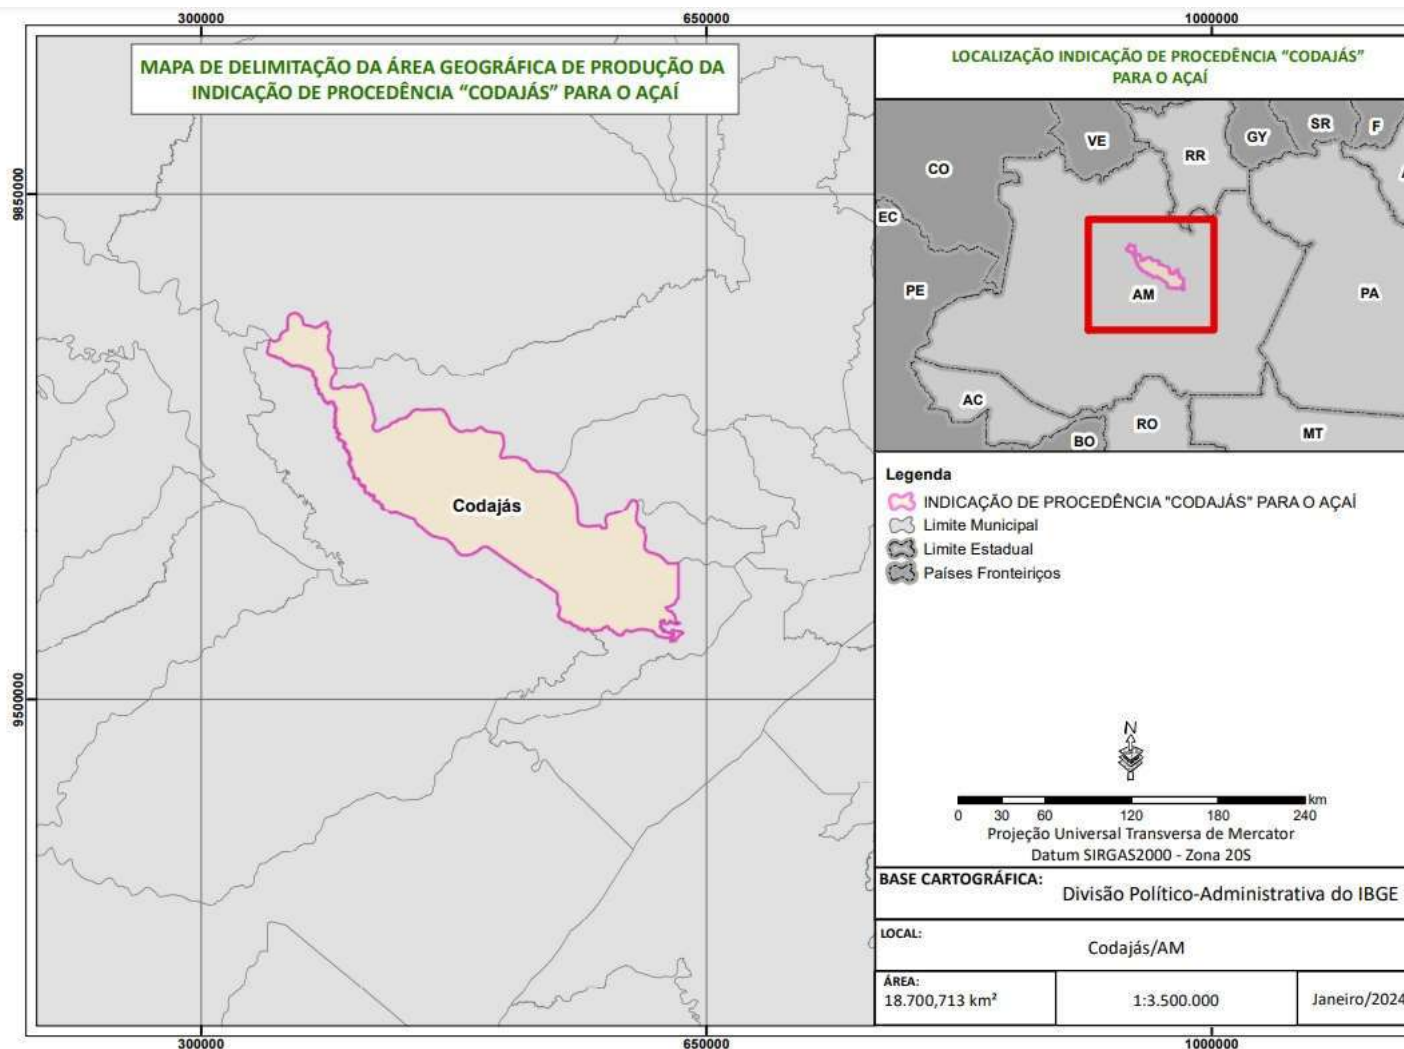 300000
650000
1000000
MAPA DE DELIMITAÇÃO DA ÁREA GEOGRÁFICA DE PRODUÇÃO DA
INDICAÇÃO DE PROCEDÊNCIA “CODAJÁS” PARA O AÇAÍ
LOCALIZAÇÃO INDICAÇÃO DE PROCEDÊNCIA “CODAJÁS”
PARA O AÇAÍ
9850000
9500000
CO
VE
RR
GY
SR
F
EC
PE
AM
PA
AC
BO
RO
MT
Codajás
Legenda
INDICAÇÃO DE PROCEDÊNCIA "CODAJÁS" PARA O AÇAÍ
Limite Municipal
Limite Estadual
Países Fronteiriços
N
km
0 30 60 120 180 240
Projeção Universal Transversa de Mercator
Datum SIRGAS2000 - Zona 20S
BASE CARTOGRÁFICA:
Divisão Político-Administrativa do IBGE
LOCAL:
Codajás/AM
ÁREA:
18.700,713 km²
1:3.500.000
Janeiro/2024
300000
650000
1000000